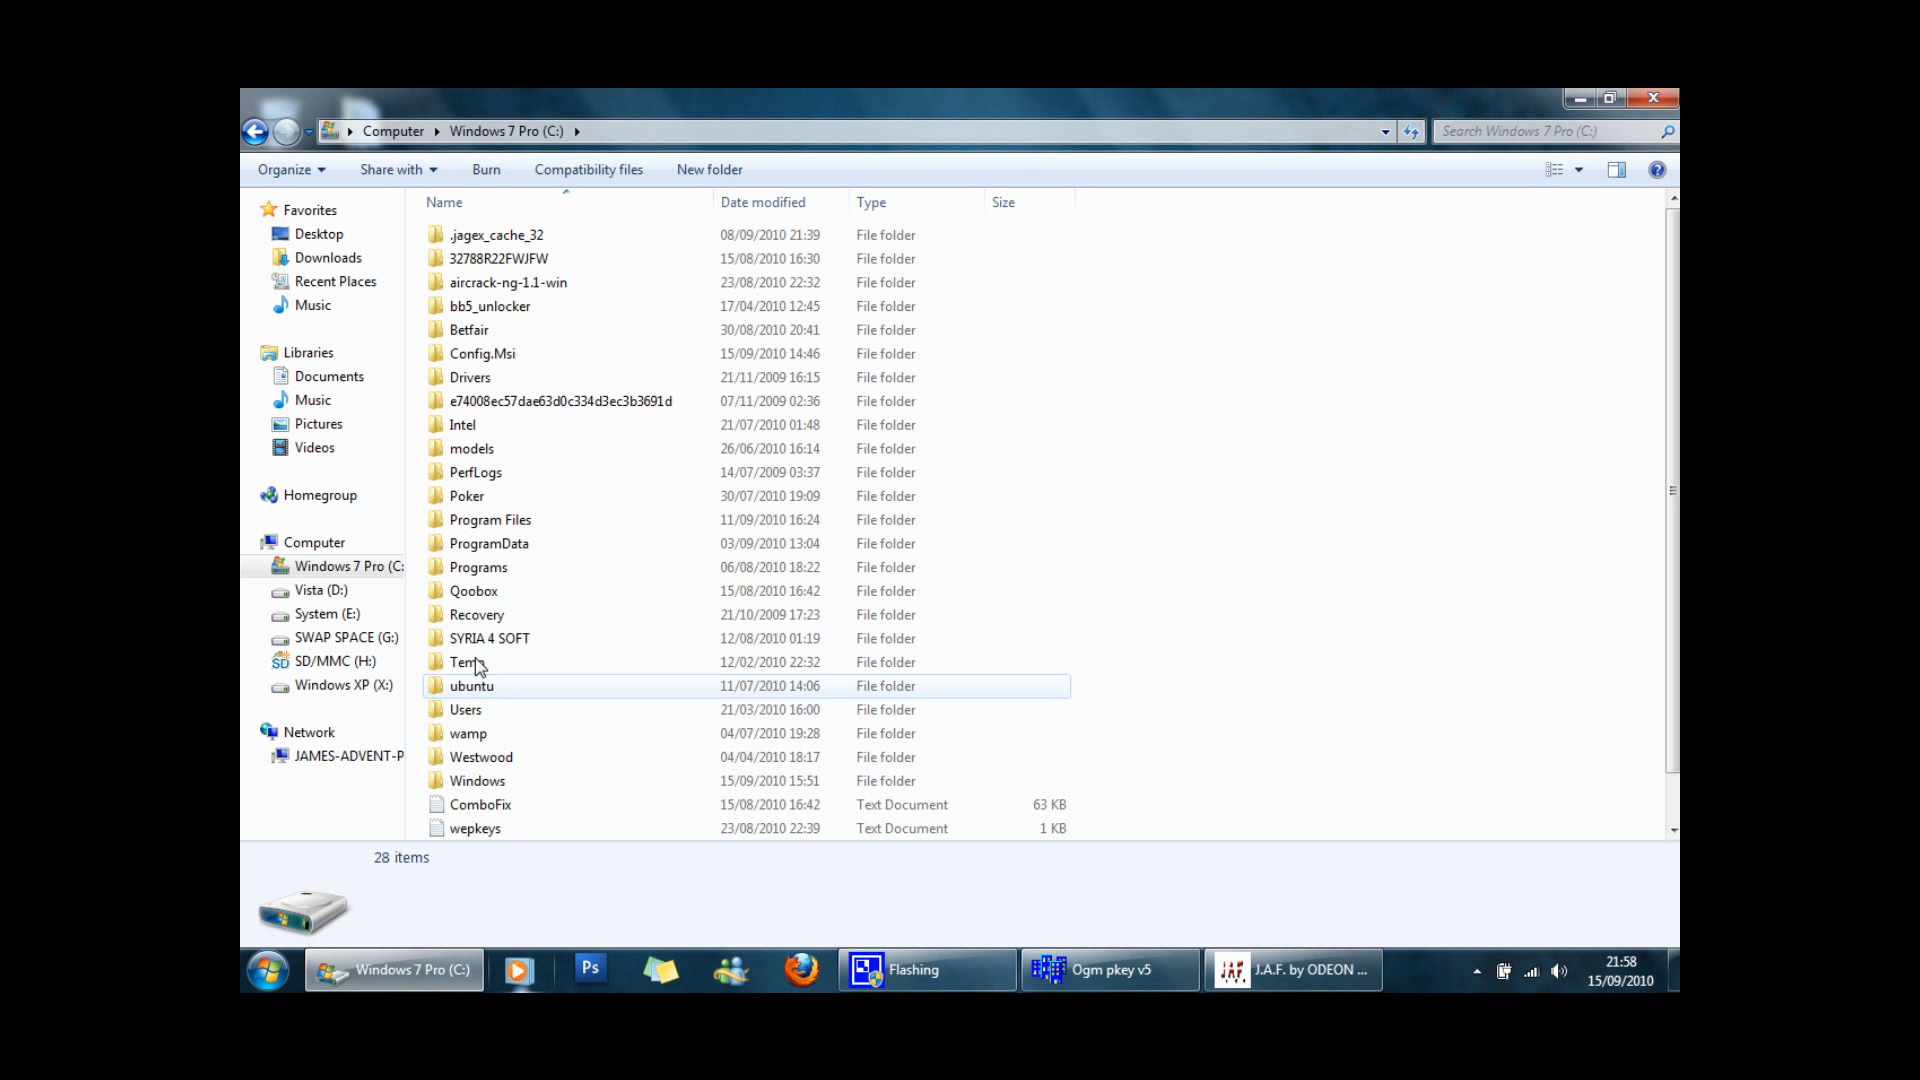 Computer Windows 7 Pro (C:)
Search Windows 7 Pro (C:)
Organize Share with Burn Compatibility files New folder
Name Date modified Type Size
Favorites
Desktop
Downloads
Recent Places
Music
Libraries
Documents
Music
Pictures
Videos
Homegroup
Computer
Windows 7 Pro (C:
Vista (D:)
System (E:)
SWAP SPACE (G:)
SD/MMC (H:)
Windows XP (X:)
Network
JAMES-ADVENT-P
.jagex_cache_32 08/09/2010 21:39 File folder
32788R22FWJFW 15/08/2010 16:30 File folder
aircrack-ng-1.1-win 23/08/2010 22:32 File folder
bb5_unlocker 17/04/2010 12:45 File folder
Betfair 30/08/2010 20:41 File folder
Config.Msi 15/09/2010 14:46 File folder
Drivers 21/11/2009 16:15 File folder
e74008ec57dae63d0c334d3ec3b3691d 07/11/2009 02:36 File folder
Intel 21/07/2010 01:48 File folder
models 26/06/2010 16:14 File folder
PerfLogs 14/07/2009 03:37 File folder
Poker 30/07/2010 19:09 File folder
Program Files 11/09/2010 16:24 File folder
ProgramData 03/09/2010 13:04 File folder
Programs 06/08/2010 18:22 File folder
Qoobox 15/08/2010 16:42 File folder
Recovery 21/10/2009 17:23 File folder
SYRIA 4 SOFT 12/08/2010 01:19 File folder
Temp 12/02/2010 22:32 File folder
ubuntu 11/07/2010 14:06 File folder
Users 21/03/2010 16:00 File folder
wamp 04/07/2010 19:28 File folder
Westwood 04/04/2010 18:17 File folder
Windows 15/09/2010 15:51 File folder
ComboFix 15/08/2010 16:42 Text Document 63 KB
wepkeys 23/08/2010 22:39 Text Document 1 KB
28 items
Windows 7 Pro (C:) Ps Flashing Ogm pkey v5 JAF J.A.F. by ODEON ... 21:58
15/09/2010